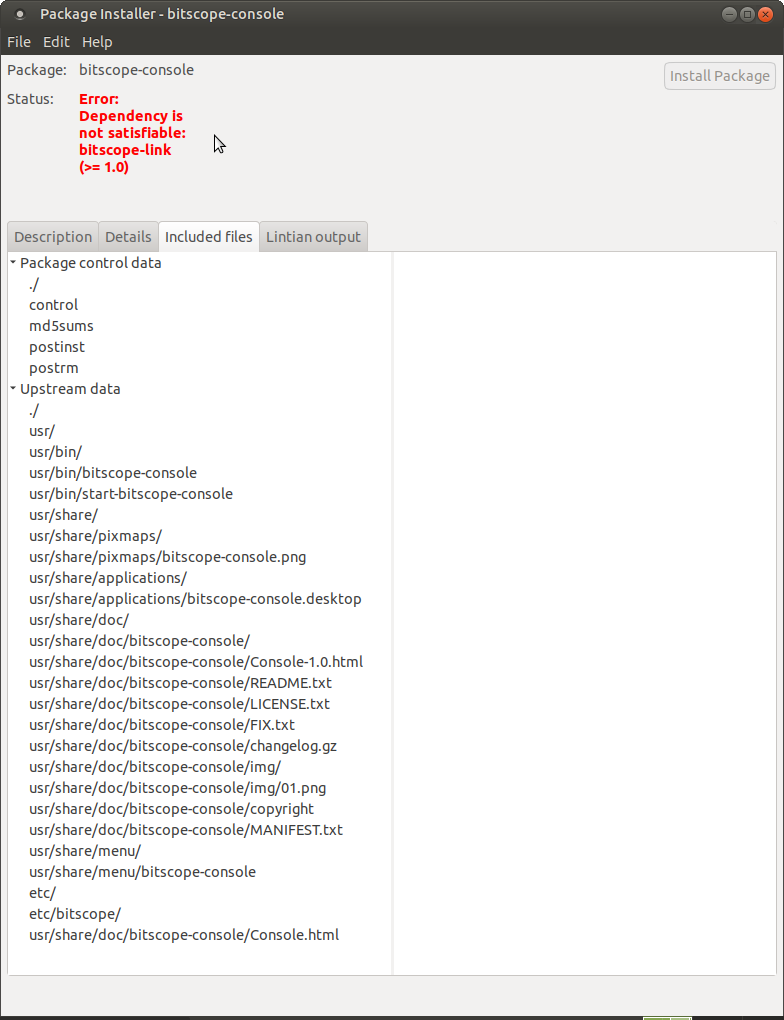 Package Installer - bitscope-console
File Edit Help
Package: bitscope-console
Install Package
Status: Error:
Dependency is
not satisfiable:
bitscope-link
(>= 1.0)
Description Details Included files Lintian output
Package control data
./
control
md5sums
postinst
postrm
Upstream data
./
usr/
usr/bin/
usr/bin/bitscope-console
usr/bin/start-bitscope-console
usr/share/
usr/share/pixmaps/
usr/share/pixmaps/bitscope-console.png
usr/share/applications/
usr/share/applications/bitscope-console.desktop
usr/share/doc/
usr/share/doc/bitscope-console/
usr/share/doc/bitscope-console/Console-1.0.html
usr/share/doc/bitscope-console/README.txt
usr/share/doc/bitscope-console/LICENSE.txt
usr/share/doc/bitscope-console/FIX.txt
usr/share/doc/bitscope-console/changelog.gz
usr/share/doc/bitscope-console/img/
usr/share/doc/bitscope-console/img/01.png
usr/share/doc/bitscope-console/copyright
usr/share/doc/bitscope-console/MANIFEST.txt
usr/share/menu/
usr/share/menu/bitscope-console
etc/
etc/bitscope/
usr/share/doc/bitscope-console/Console.html